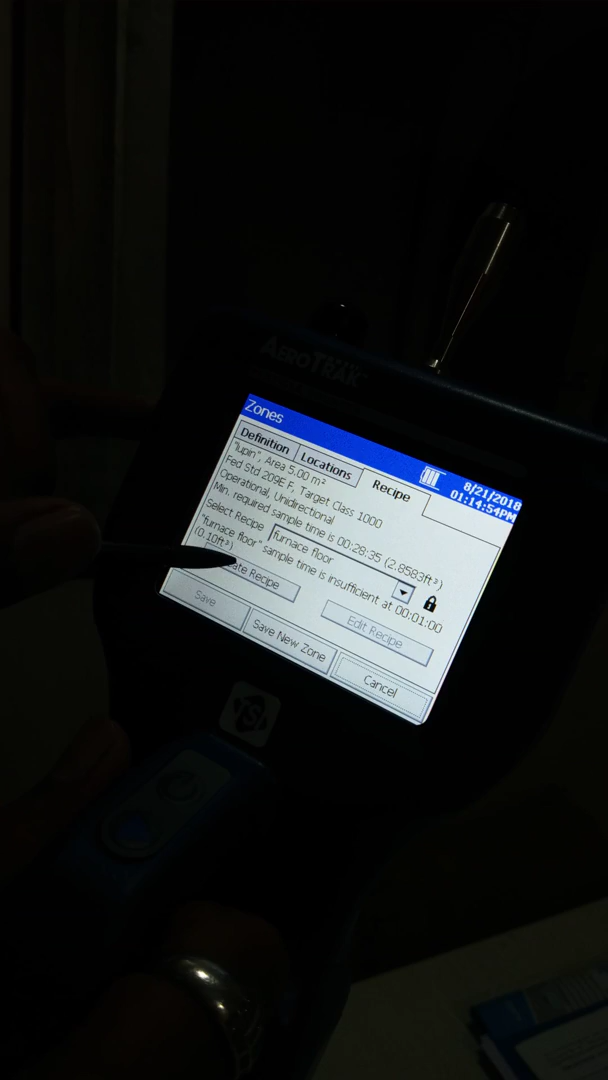 AEROTRAK
Zones
8/21/2018
01:14:54PM
Definition
Locations
Recipe
"lupin", Area 5.00 m²
Fed Std 209E F, Target Class 1000
Operational, Unidirectional
Min. required sample time is 00:28:35 (2.8583ft³)
Select Recipe
furnace floor
"furnace floor" sample time is insufficient at 00:01:00
(0.10ft³)
Recipe
Edit Recipe
Save
Save New Zone
Cancel
TSI